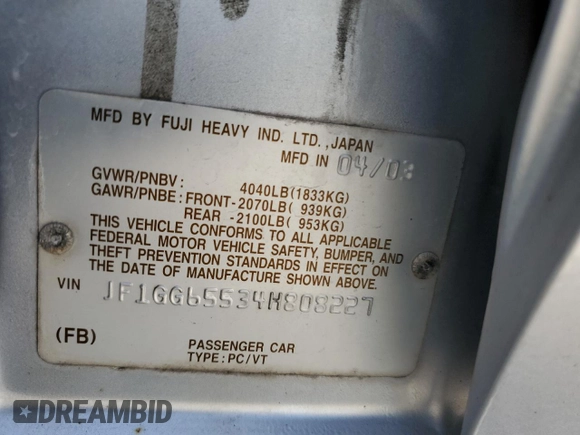 MFD BY FUJI HEAVY IND. LTD.,JAPAN
MFD IN 04/03
GVWR/PNBV: 4040LB(1833KG)
GAWR/PNBE:FRONT-2070LB( 939KG)
REAR -2100LB( 953KG)
THIS VEHICLE CONFORMS TO ALL APPLICABLE
FEDERAL MOTOR VEHICLE SAFETY, BUMPER, AND
THEFT PREVENTION STANDARDS IN EFFECT ON
THE DATE OF MANUFACTURE SHOWN ABOVE.
VIN JF1GG65534H808227
(FB)
PASSENGER CAR
TYPE:PC/VT
DREAMBID